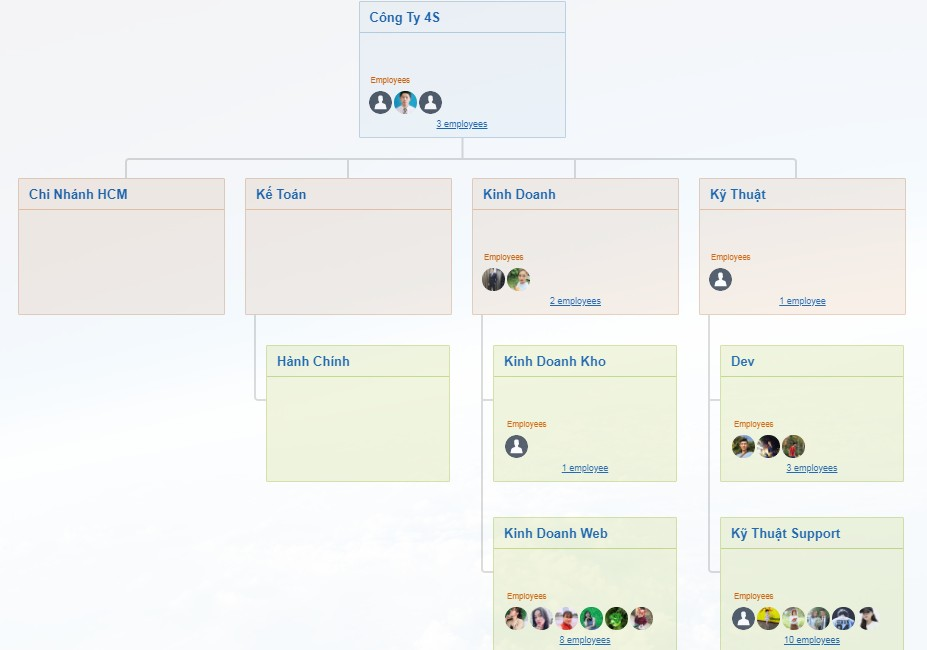 Công Ty 4S
Employees
3 employees
Chi Nhánh HCM
Kế Toán
Kinh Doanh
Employees
2 employees
Kỹ Thuật
Employees
1 employee
Hành Chính
Kinh Doanh Kho
Employees
1 employee
Dev
Employees
3 employees
Kinh Doanh Web
Employees
8 employees
Kỹ Thuật Support
Employees
10 employees